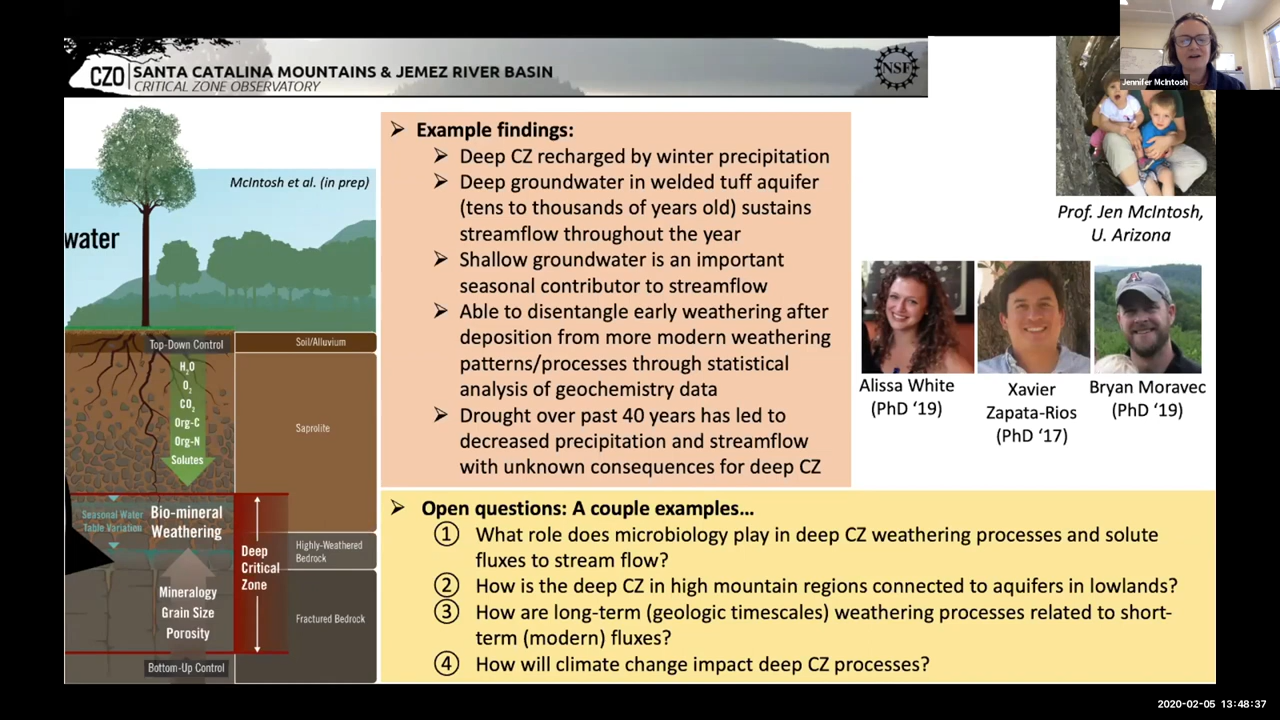 CZO
SANTA CATALINA MOUNTAINS & JEMEZ RIVER BASIN
CRITICAL ZONE OBSERVATORY
NSF
Jennifer McIntosh
McIntosh et al. (in prep)
water
Top-Down Control
H2O
O2
CO2
Org-C
Org-N
Solutes
Soil/Alluvium
Saprolite
Seasonal Water
Table Variation
Bio-mineral
Weathering
Deep
Critical
Zone
Highly-Weathered
Bedrock
Mineralogy
Grain Size
Porosity
Fractured Bedrock
Bottom-Up Control
➢ Example findings:
➢ Deep CZ recharged by winter precipitation
➢ Deep groundwater in welded tuff aquifer
(tens to thousands of years old) sustains
streamflow throughout the year
➢ Shallow groundwater is an important
seasonal contributor to streamflow
➢ Able to disentangle early weathering after
deposition from more modern weathering
patterns/processes through statistical
analysis of geochemistry data
➢ Drought over past 40 years has led to
decreased precipitation and streamflow
with unknown consequences for deep CZ
Prof. Jen McIntosh,
U. Arizona
Alissa White
(PhD ‘19)
Xavier
Zapata-Rios
(PhD ‘17)
Bryan Moravec
(PhD ‘19)
➢ Open questions: A couple examples…
① What role does microbiology play in deep CZ weathering processes and solute
fluxes to stream flow?
② How is the deep CZ in high mountain regions connected to aquifers in lowlands?
③ How are long-term (geologic timescales) weathering processes related to short-
term (modern) fluxes?
④ How will climate change impact deep CZ processes?
2020-02-05 13:48:37